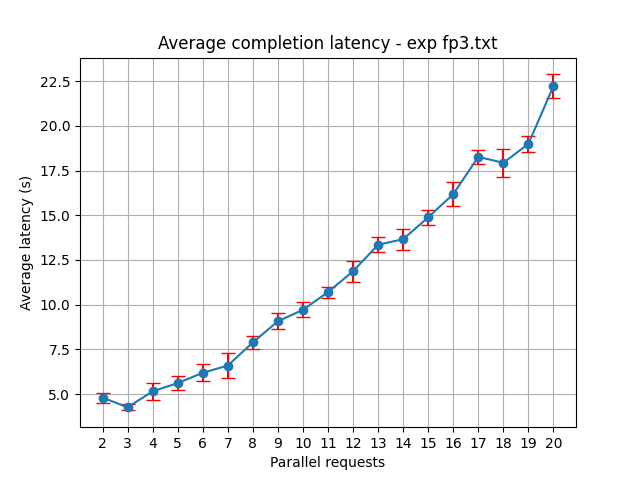 Average completion latency - exp fp3.txt
22.5
20.0
17.5
15.0
12.5
10.0
7.5
5.0
Average latency (s)
2 3 4 5 6 7 8 9 10 11 12 13 14 15 16 17 18 19 20
Parallel requests